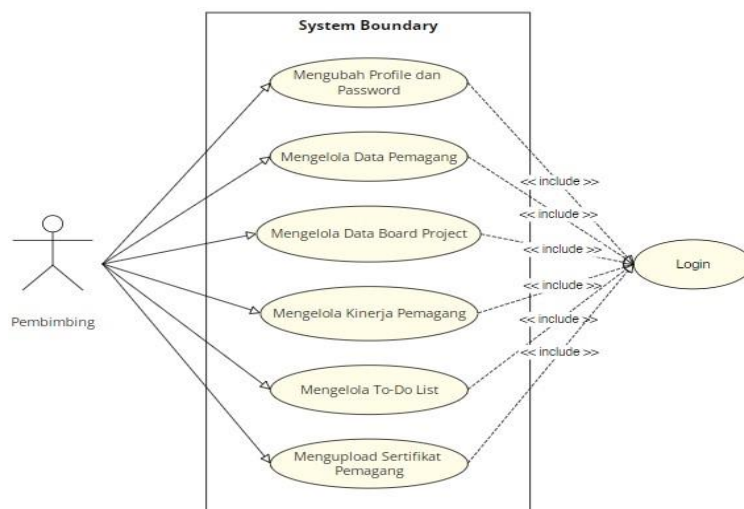 System Boundary
Mengubah Profile dan
Password
Mengelola Data Pemagang
<< include >>
<< include >>
Mengelola Data Board Project
<< include >>
Login
<< include >>
Mengelola Kinerja Pemagang
<< include >>
Pembimbing
<< include >>
Mengelola To-Do List
Mengupload Sertifikat
Pemagang